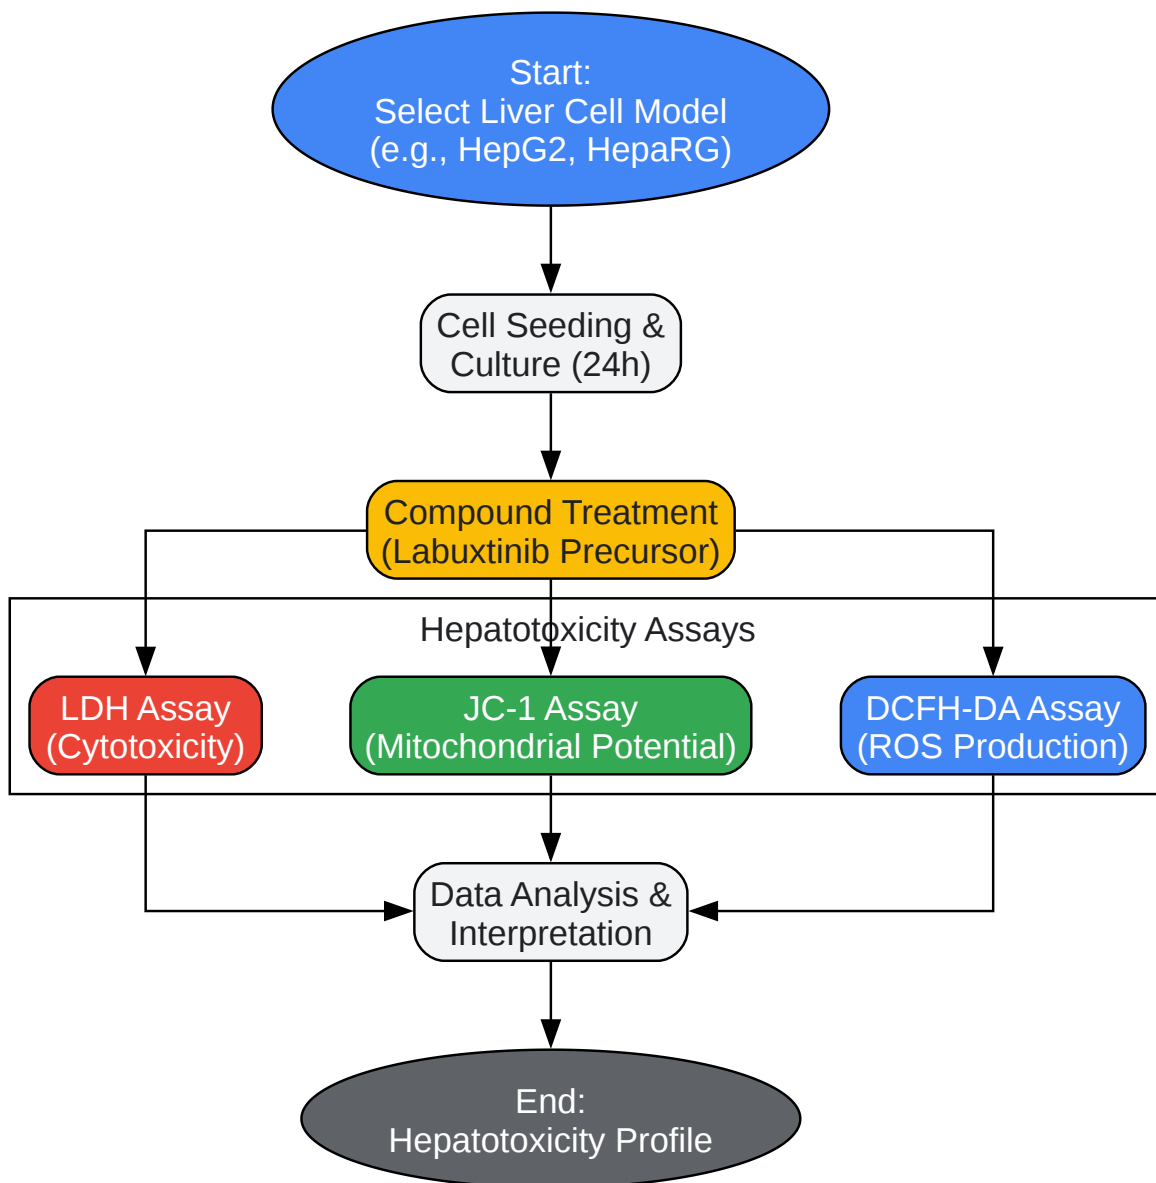 Start:
Select Liver Cell Model
(e.g., HepG2, HepaRG)
Cell Seeding &
Culture (24h)
Compound Treatment
(Labuxtinib Precursor)
Hepatotoxicity Assays
LDH Assay
(Cytotoxicity)
JC-1 Assay
(Mitochondrial Potential)
DCFH-DA Assay
(ROS Production)
Data Analysis &
Interpretation
End:
Hepatotoxicity Profile